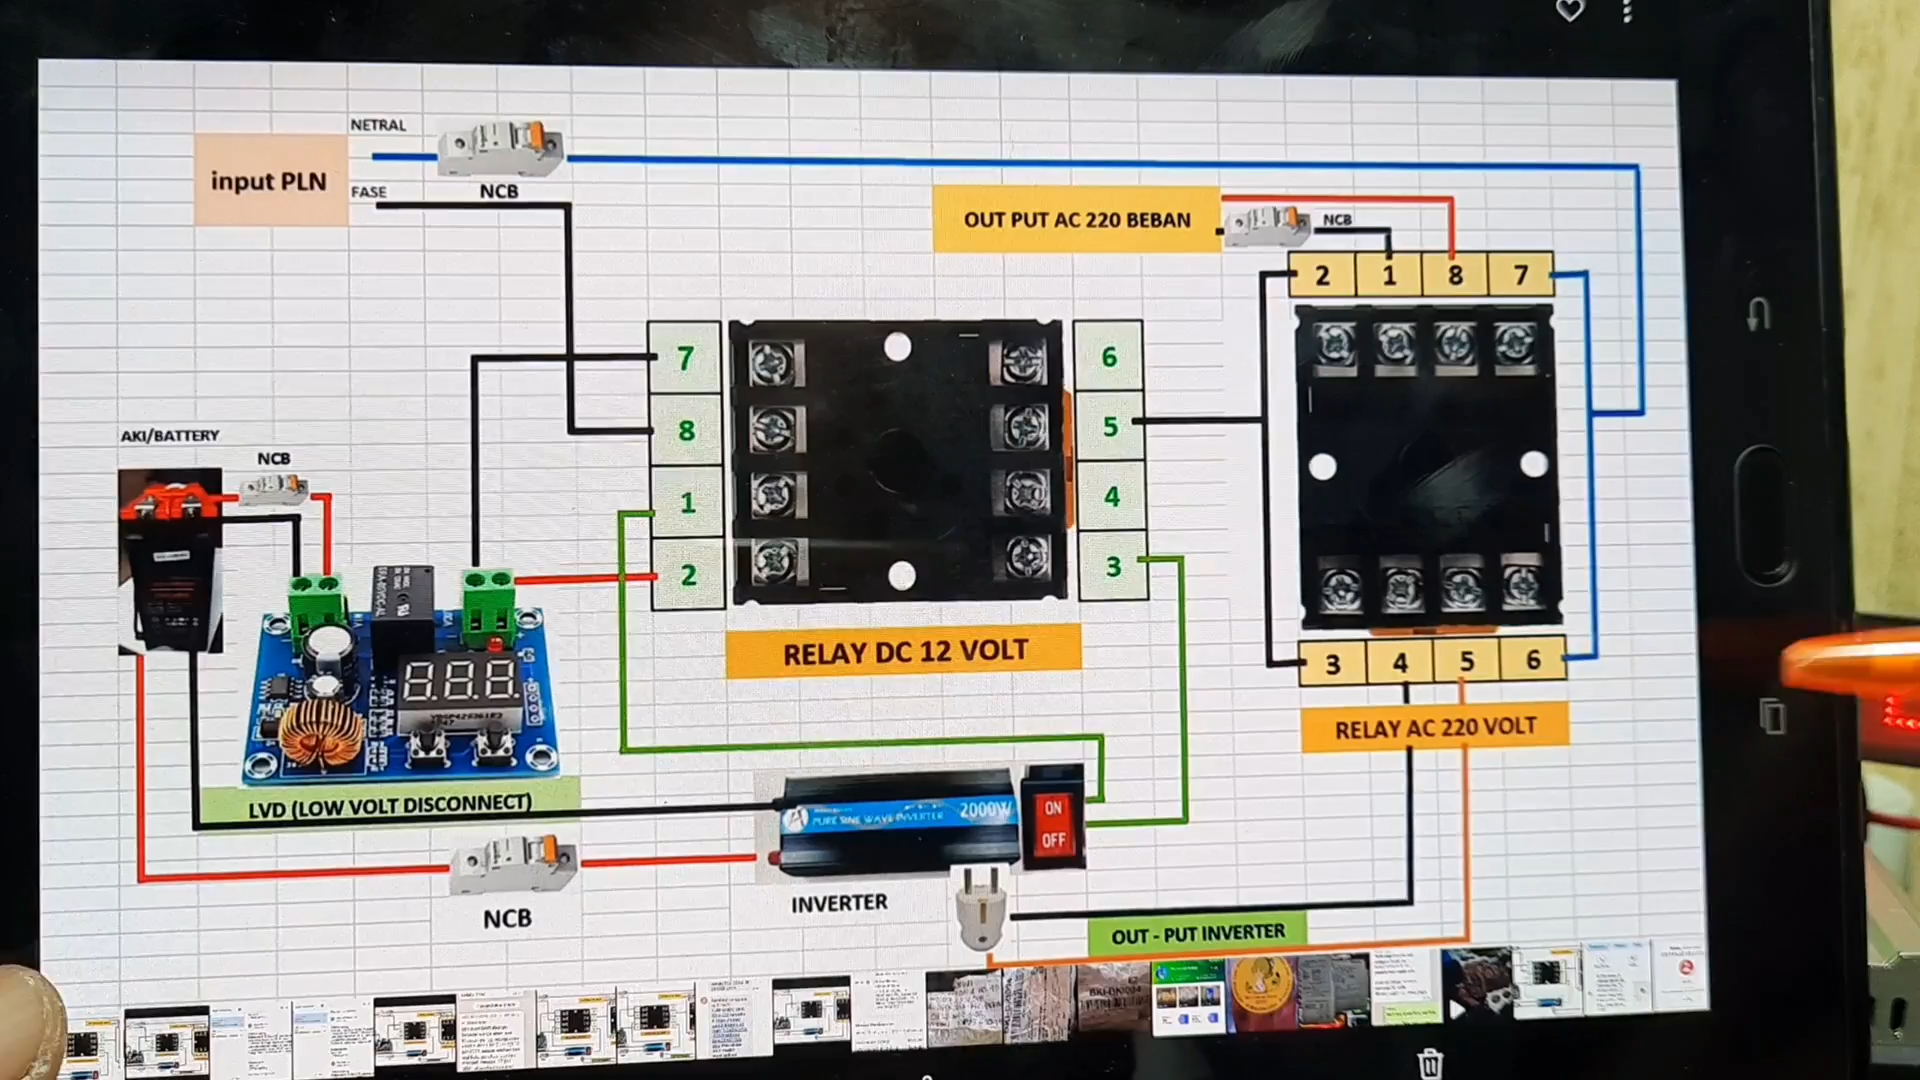 NETRAL
input PLN
FASE
NCB
OUT PUT AC 220 BEBAN
NCB
2 1 8 7
7
6
8
5
1
4
2
3
AKI/BATTERY
NCB
RELAY DC 12 VOLT
3 4 5 6
RELAY AC 220 VOLT
LVD (LOW VOLT DISCONNECT)
PURE SINE WAVE INVERTER
2000W
ON
OFF
INVERTER
NCB
OUT - PUT INVERTER